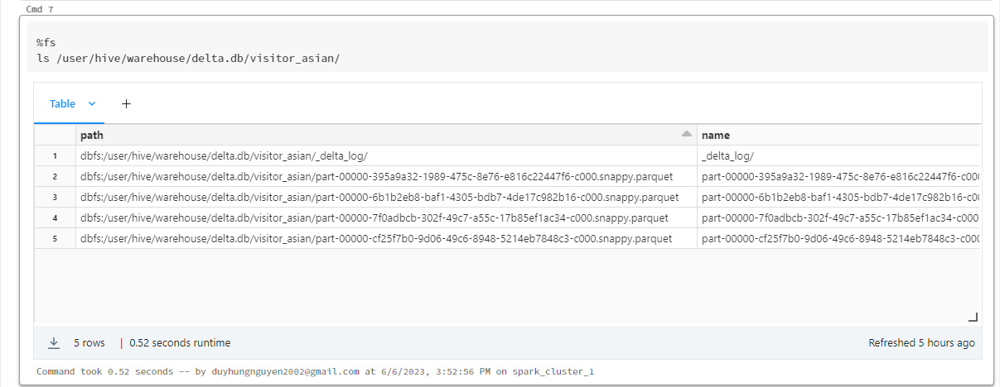 Cmd 7
%fs
ls /user/hive/warehouse/delta.db/visitor_asian/
Table +
path name
1 dbfs:/user/hive/warehouse/delta.db/visitor_asian/_delta_log/ _delta_log/
2 dbfs:/user/hive/warehouse/delta.db/visitor_asian/part-00000-395a9a32-1989-475c-8e76-e816c22447f6-c000.snappy.parquet part-00000-395a9a32-1989-475c-8e76-e816c22447f6-c000
3 dbfs:/user/hive/warehouse/delta.db/visitor_asian/part-00000-6b1b2eb8-baf1-4305-bdb7-4de17c982b16-c000.snappy.parquet part-00000-6b1b2eb8-baf1-4305-bdb7-4de17c982b16-c00
4 dbfs:/user/hive/warehouse/delta.db/visitor_asian/part-00000-7f0adbcb-302f-49c7-a55c-17b85ef1ac34-c000.snappy.parquet part-00000-7f0adbcb-302f-49c7-a55c-17b85ef1ac34-c000
5 dbfs:/user/hive/warehouse/delta.db/visitor_asian/part-00000-cf25f7b0-9d06-49c6-8948-5214eb7848c3-c000.snappy.parquet part-00000-cf25f7b0-9d06-49c6-8948-5214eb7848c3-c000
5 rows | 0.52 seconds runtime Refreshed 5 hours ago
Command took 0.52 seconds -- by duyhungnguyen2002@gmail.com at 6/6/2023, 3:52:56 PM on spark_cluster_1